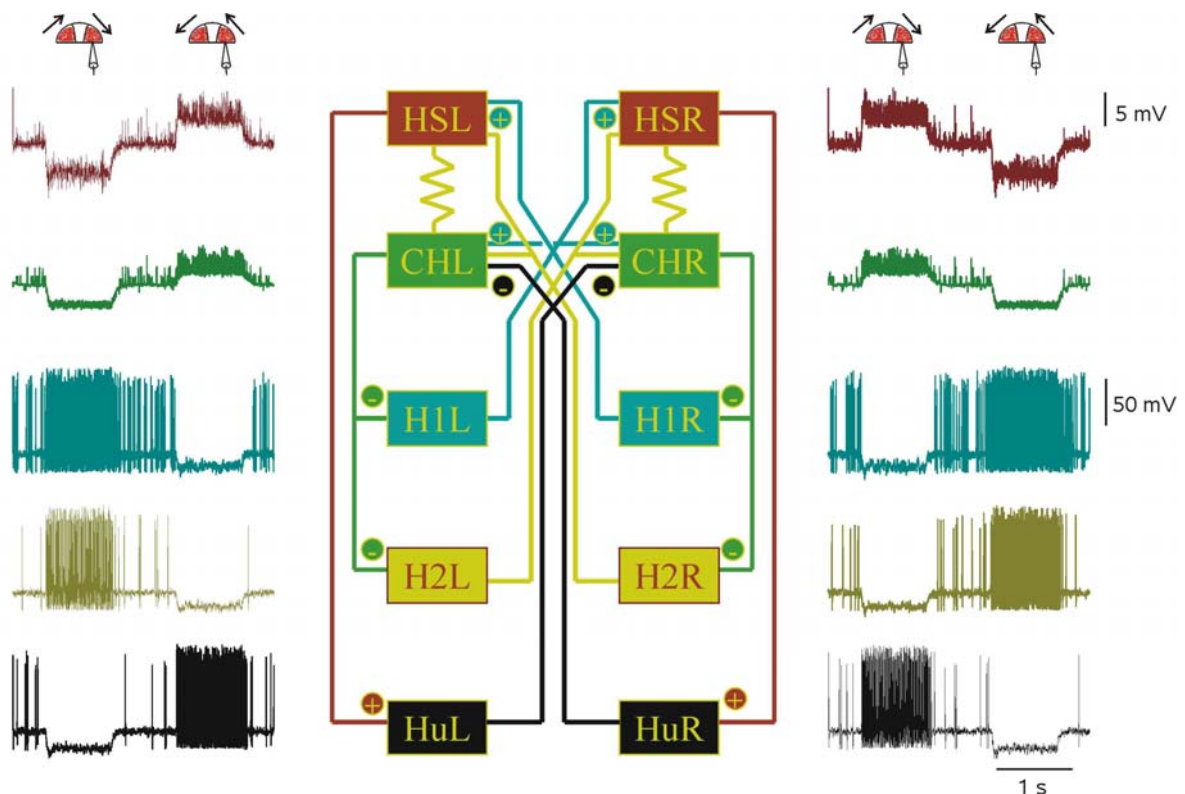 HSL
HSR
5 mV
+
+
+
+
CHL
CHR
-
-
-
-
H1L
H1R
50 mV
-
-
H2L
H2R
+
+
HuL
HuR
1 s